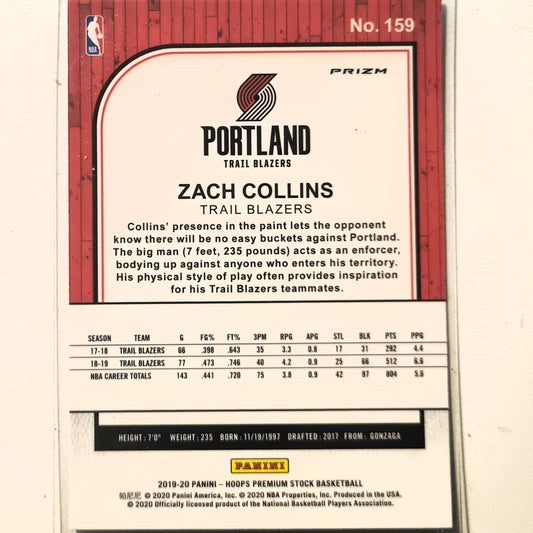 NBA
No. 159
PRIZM
PORTLAND
TRAIL BLAZERS
ZACH COLLINS
TRAIL BLAZERS
Collins' presence in the paint lets the opponent
know there will be no easy buckets against Portland.
The big man (7 feet, 235 pounds) acts as an enforcer,
bodying up against anyone who enters his territory.
His physical style of play often provides inspiration
for his Trail Blazers teammates.
SEASON TEAM G FG% FT% 3PM RPG APG STL BLK PTS PPG
17-18 TRAIL BLAZERS 66 .398 .643 35 3.3 0.8 17 31 292 4.4
18-19 TRAIL BLAZERS 77 .473 .746 40 4.2 0.9 25 66 512 6.6
NBA CAREER TOTALS 143 .441 .720 75 3.8 0.9 42 97 804 5.6
HEIGHT: 7'0" WEIGHT: 235 BORN: 11/19/1997 DRAFTED: 2017 FROM: GONZAGA
PANINI
2019-20 PANINI – HOOPS PREMIUM STOCK BASKETBALL
帕尼尼 © 2020 Panini America, Inc. © 2020 NBA Properties, Inc. Produced in the USA.
© 2020 Officially licensed product of the National Basketball Players Association.